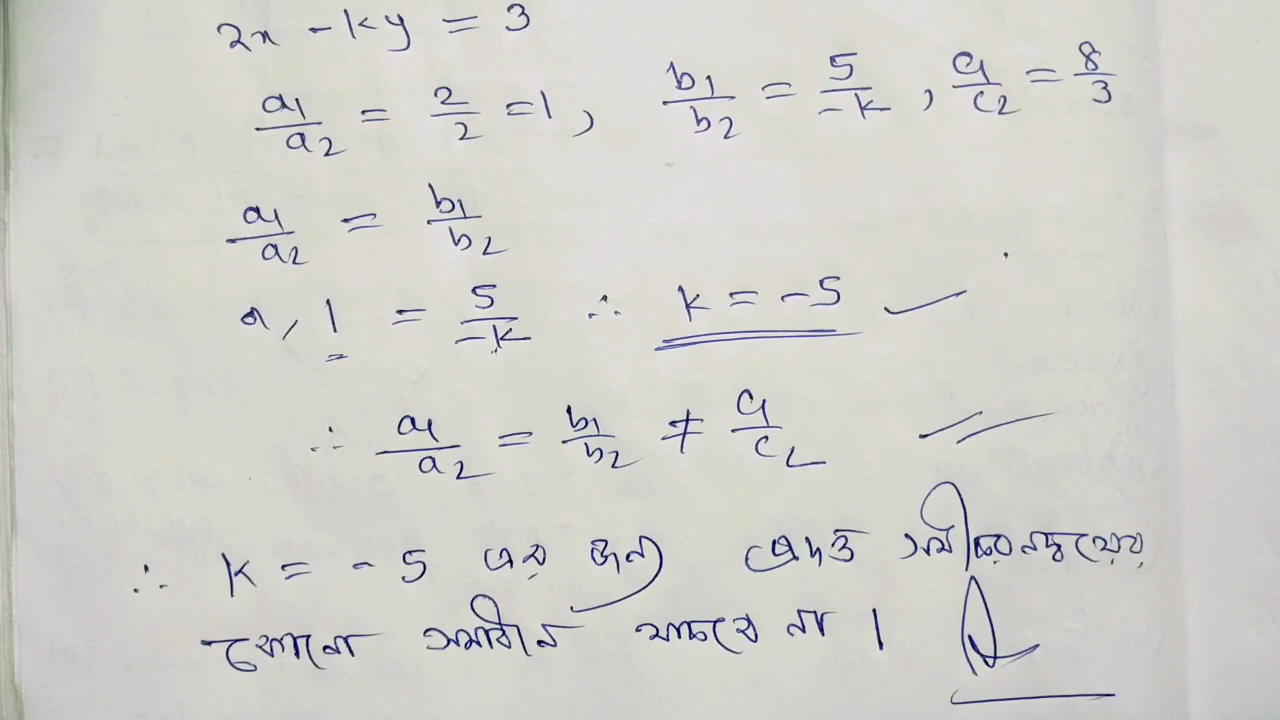 2x - ky = 3
a₁/a₂ = 2/2 = 1, b₁/b₂ = 5/-k, c₁/c₂ = 8/3
a₁/a₂ = b₁/b₂
বা, 1 = 5/-k ∴ k = -5
∴ a₁/a₂ = b₁/b₂ ≠ c₁/c₂
∴ k = -5 এর জন্য প্রদত্ত সমীকরণদ্বয়ের
কোনো সমাধান থাকবে না।